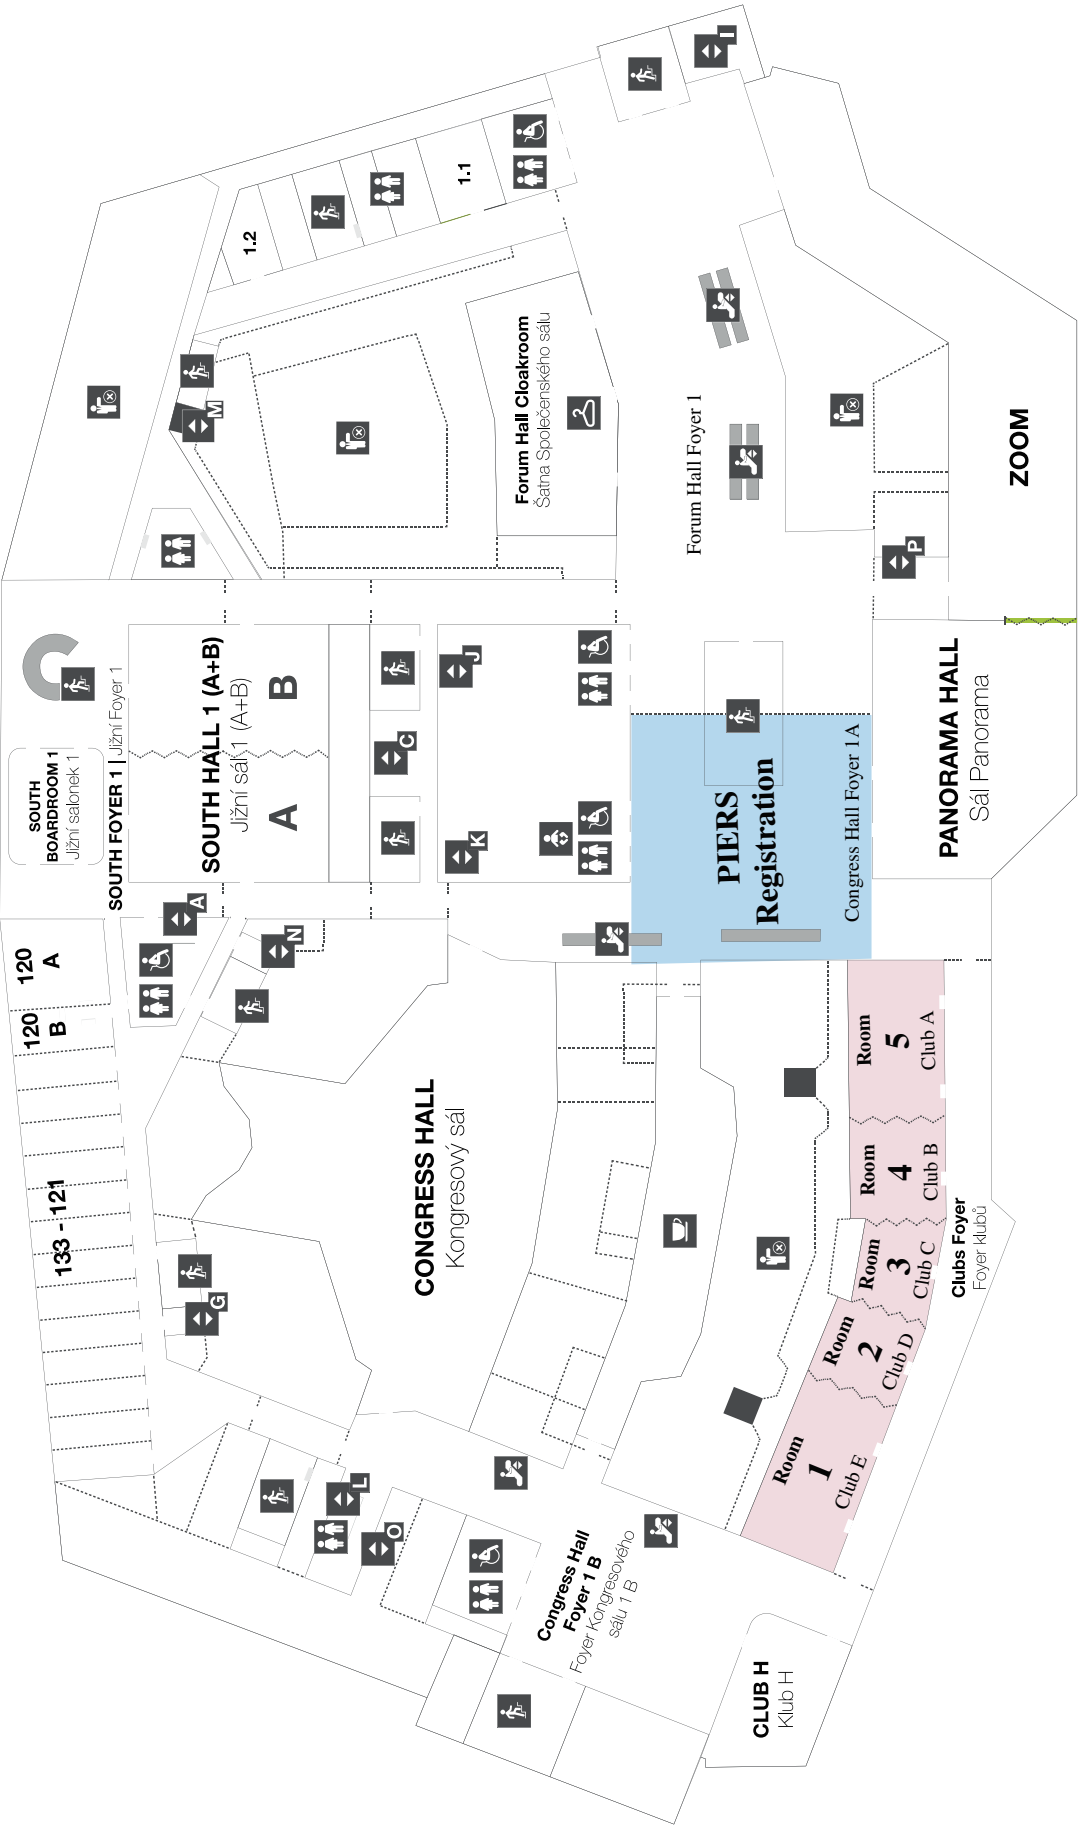 133 - 121
120
B
120
A
SOUTH
BOARDROOM 1
Jižní salonek 1
SOUTH FOYER 1 | Jižní Foyer 1
A
G
N
SOUTH HALL 1 (A+B)
Jižní sál 1 (A+B)
A
B
M
1.2
L
O
C
K
J
1.1
CONGRESS HALL
Kongresový sál
Forum Hall Cloakroom
Šatna Společenského sálu
Congress Hall
Foyer 1 B
Foyer Kongresového
sálu 1 B
Forum Hall Foyer 1
I
PIERS
Registration
Congress Hall Foyer 1A
CLUB H
Klub H
Room
1
Club E
Room
2
Club D
Room
3
Club C
Room
4
Club B
Room
5
Club A
P
Clubs Foyer
Foyer klubů
PANORAMA HALL
Sál Panorama
ZOOM